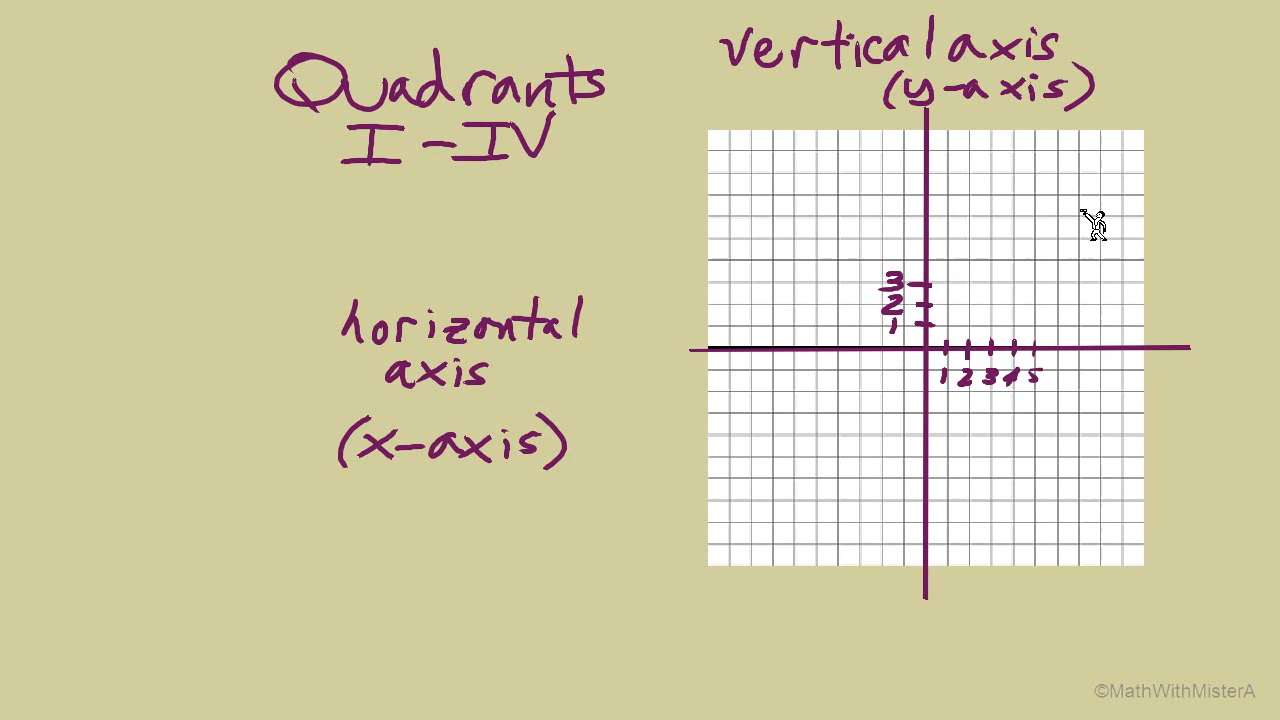 Quadrants
I - IV
vertical axis
(y-axis)
horizontal
axis
(x-axis)
3
2
1
1 2 3 4 5
©MathWithMisterA